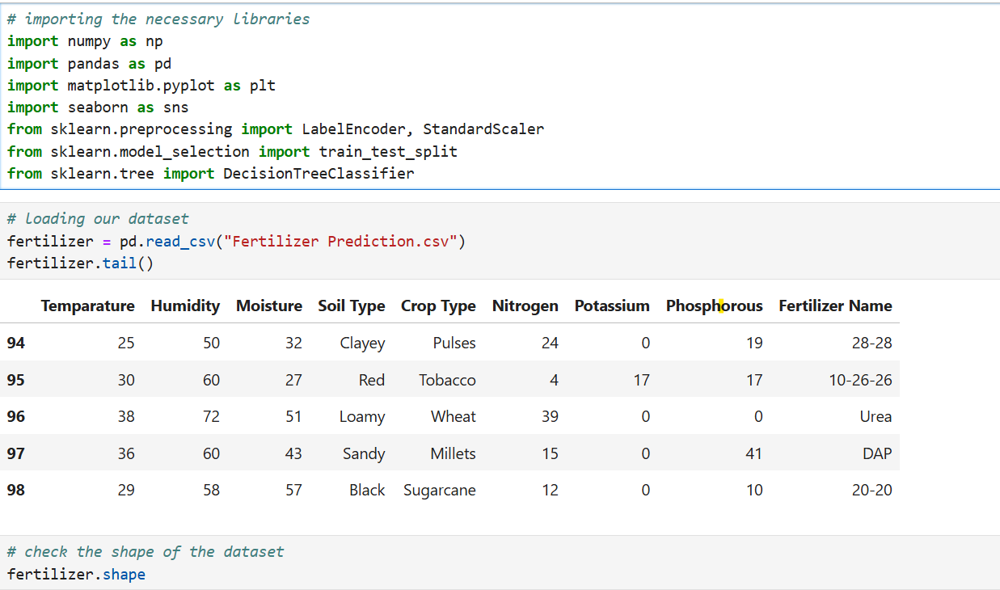 # importing the necessary libraries
import numpy as np
import pandas as pd
import matplotlib.pyplot as plt
import seaborn as sns
from sklearn.preprocessing import LabelEncoder, StandardScaler
from sklearn.model_selection import train_test_split
from sklearn.tree import DecisionTreeClassifier
# loading our dataset
fertilizer = pd.read_csv("Fertilizer Prediction.csv")
fertilizer.tail()
Temparature Humidity Moisture Soil Type Crop Type Nitrogen Potassium Phosphorous Fertilizer Name
94 25 50 32 Clayey Pulses 24 0 19 28-28
95 30 60 27 Red Tobacco 4 17 17 10-26-26
96 38 72 51 Loamy Wheat 39 0 0 Urea
97 36 60 43 Sandy Millets 15 0 41 DAP
98 29 58 57 Black Sugarcane 12 0 10 20-20
# check the shape of the dataset
fertilizer.shape